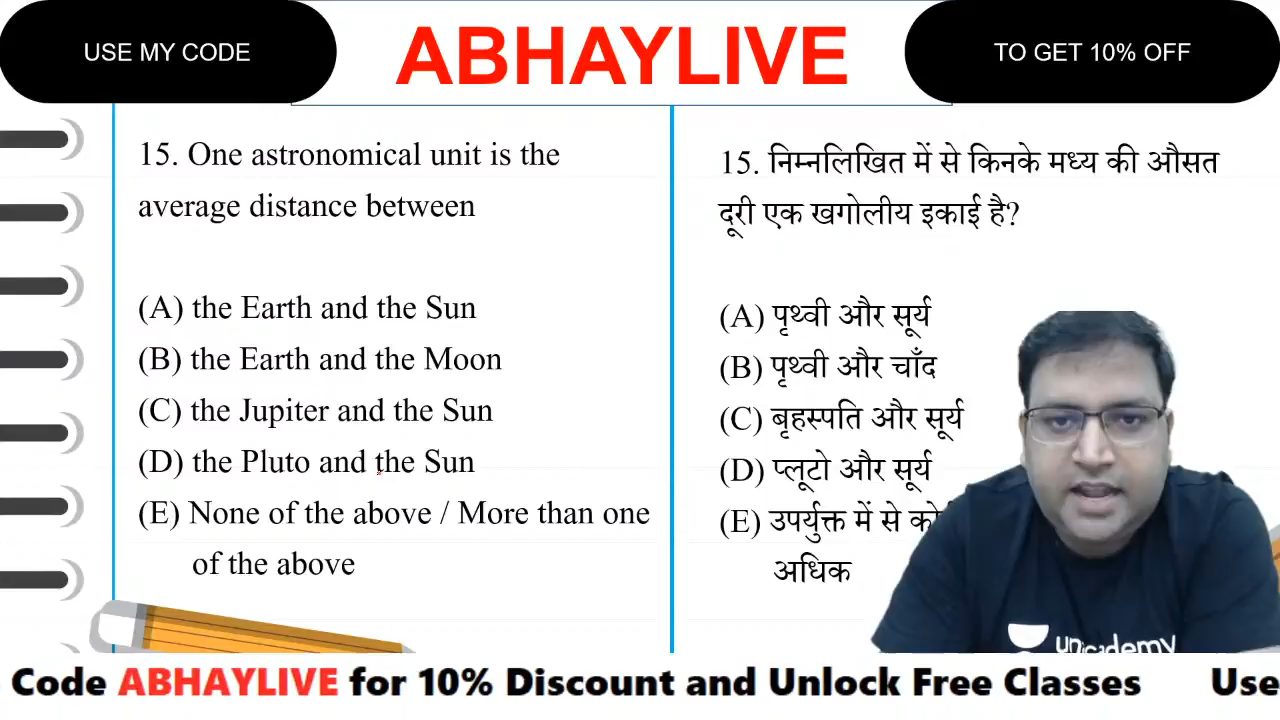 USE MY CODE
ABHAYLIVE
TO GET 10% OFF
15. One astronomical unit is the
average distance between
(A) the Earth and the Sun
(B) the Earth and the Moon
(C) the Jupiter and the Sun
(D) the Pluto and the Sun
(E) None of the above / More than one
of the above
15. निम्नलिखित में से किनके मध्य की औसत
दूरी एक खगोलीय इकाई है?
(A) पृथ्वी और सूर्य
(B) पृथ्वी और चाँद
(C) बृहस्पति और सूर्य
(D) प्लूटो और सूर्य
(E) उपर्युक्त में से
अधिक
unacademy
Code ABHAYLIVE for 10% Discount and Unlock Free Classes Use